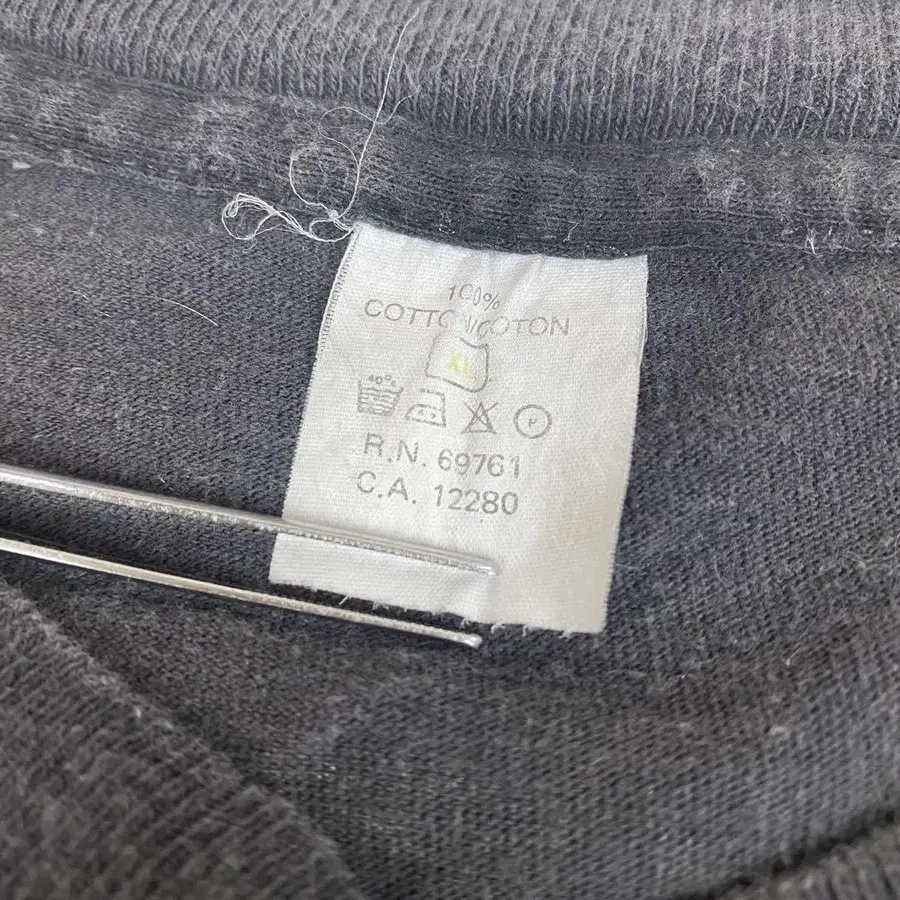 100%
COTTON/COTON
XL
40°
P
R.N. 69761
C.A. 12280